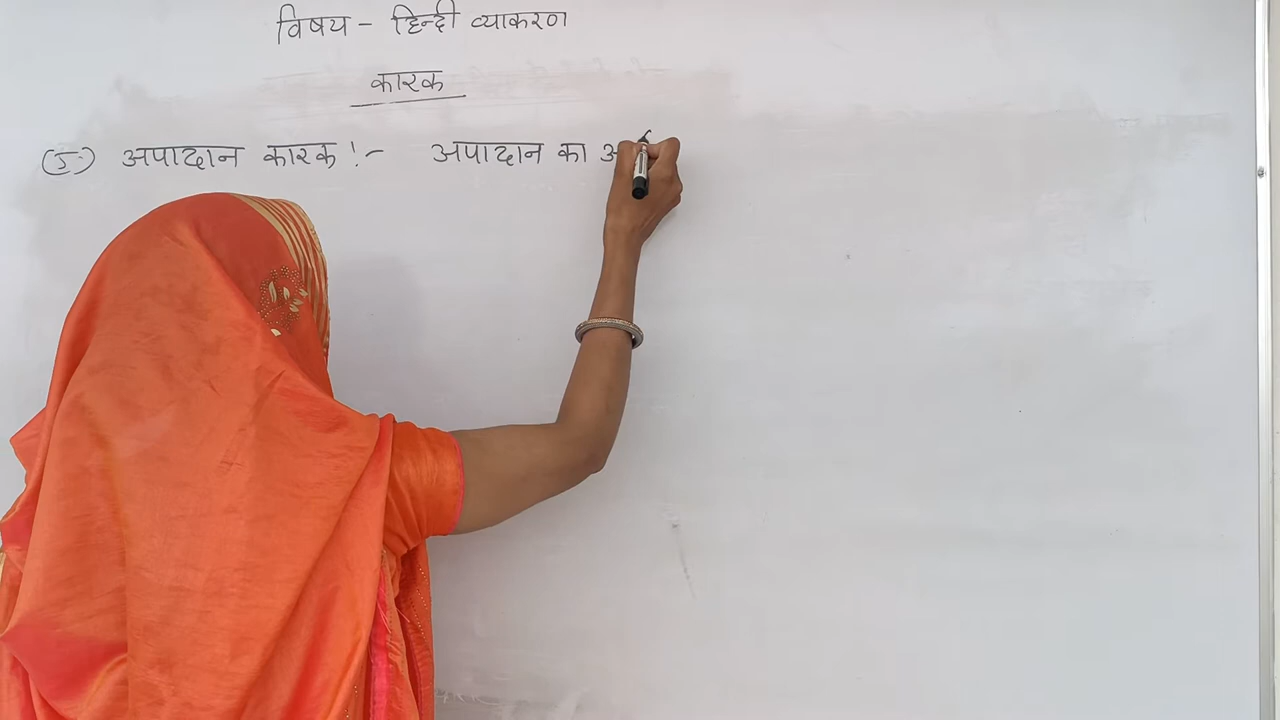 विषय - हिन्दी व्याकरण
कारक
(5) अपादान कारक :- अपादान का अ